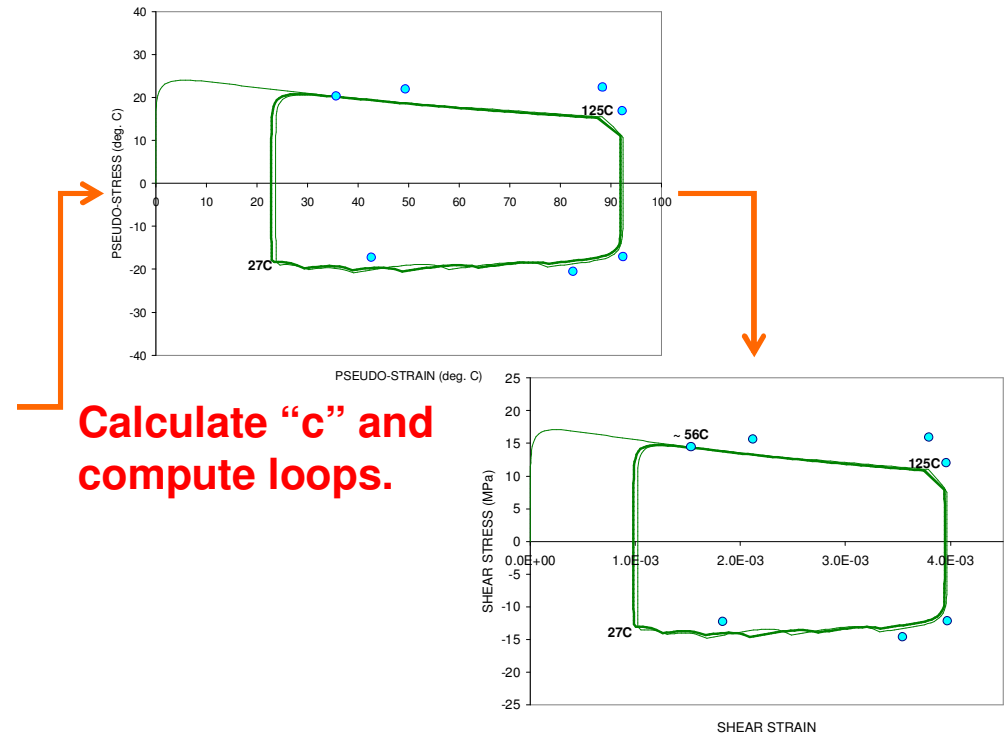 40
30
20
10
0
-10
-20
-30
-40
PSEUDO-STRESS (deg. C)
0 10 20 30 40 50 60 70 80 90 100
125C
27C
PSEUDO-STRAIN (deg. C)
Calculate “c” and
compute loops.
25
20
15
10
5
0
-5
-10
-15
-20
-25
SHEAR STRESS (MPa)
0.0E+00 1.0E-03 2.0E-03 3.0E-03 4.0E-03
~ 56C
125C
27C
SHEAR STRAIN